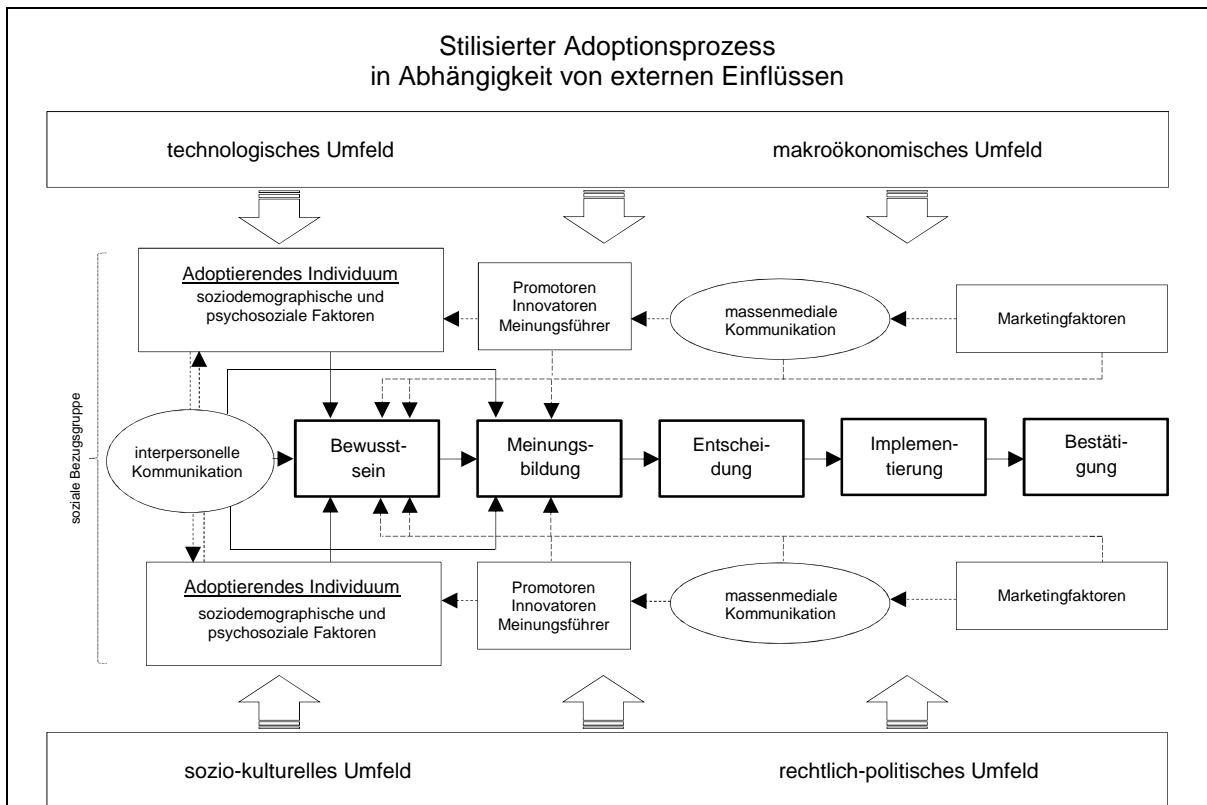 Stilisierter Adoptionsprozess
in Abhängigkeit von externen Einflüssen
technologisches Umfeld
makroökonomisches Umfeld
Adoptierendes Individuum
soziodemographische und
psychosoziale Faktoren
Promotoren
Innovatoren
Meinungsführer
massenmediale
Kommunikation
Marketingfaktoren
soziale Bezugsgruppe
interpersonelle
Kommunikation
Bewusst-
sein
Meinungs-
bildung
Entschei-
dung
Implemen-
tierung
Bestäti-
gung
Adoptierendes Individuum
soziodemographische und
psychosoziale Faktoren
Promotoren
Innovatoren
Meinungsführer
massenmediale
Kommunikation
Marketingfaktoren
sozio-kulturelles Umfeld
rechtlich-politisches Umfeld